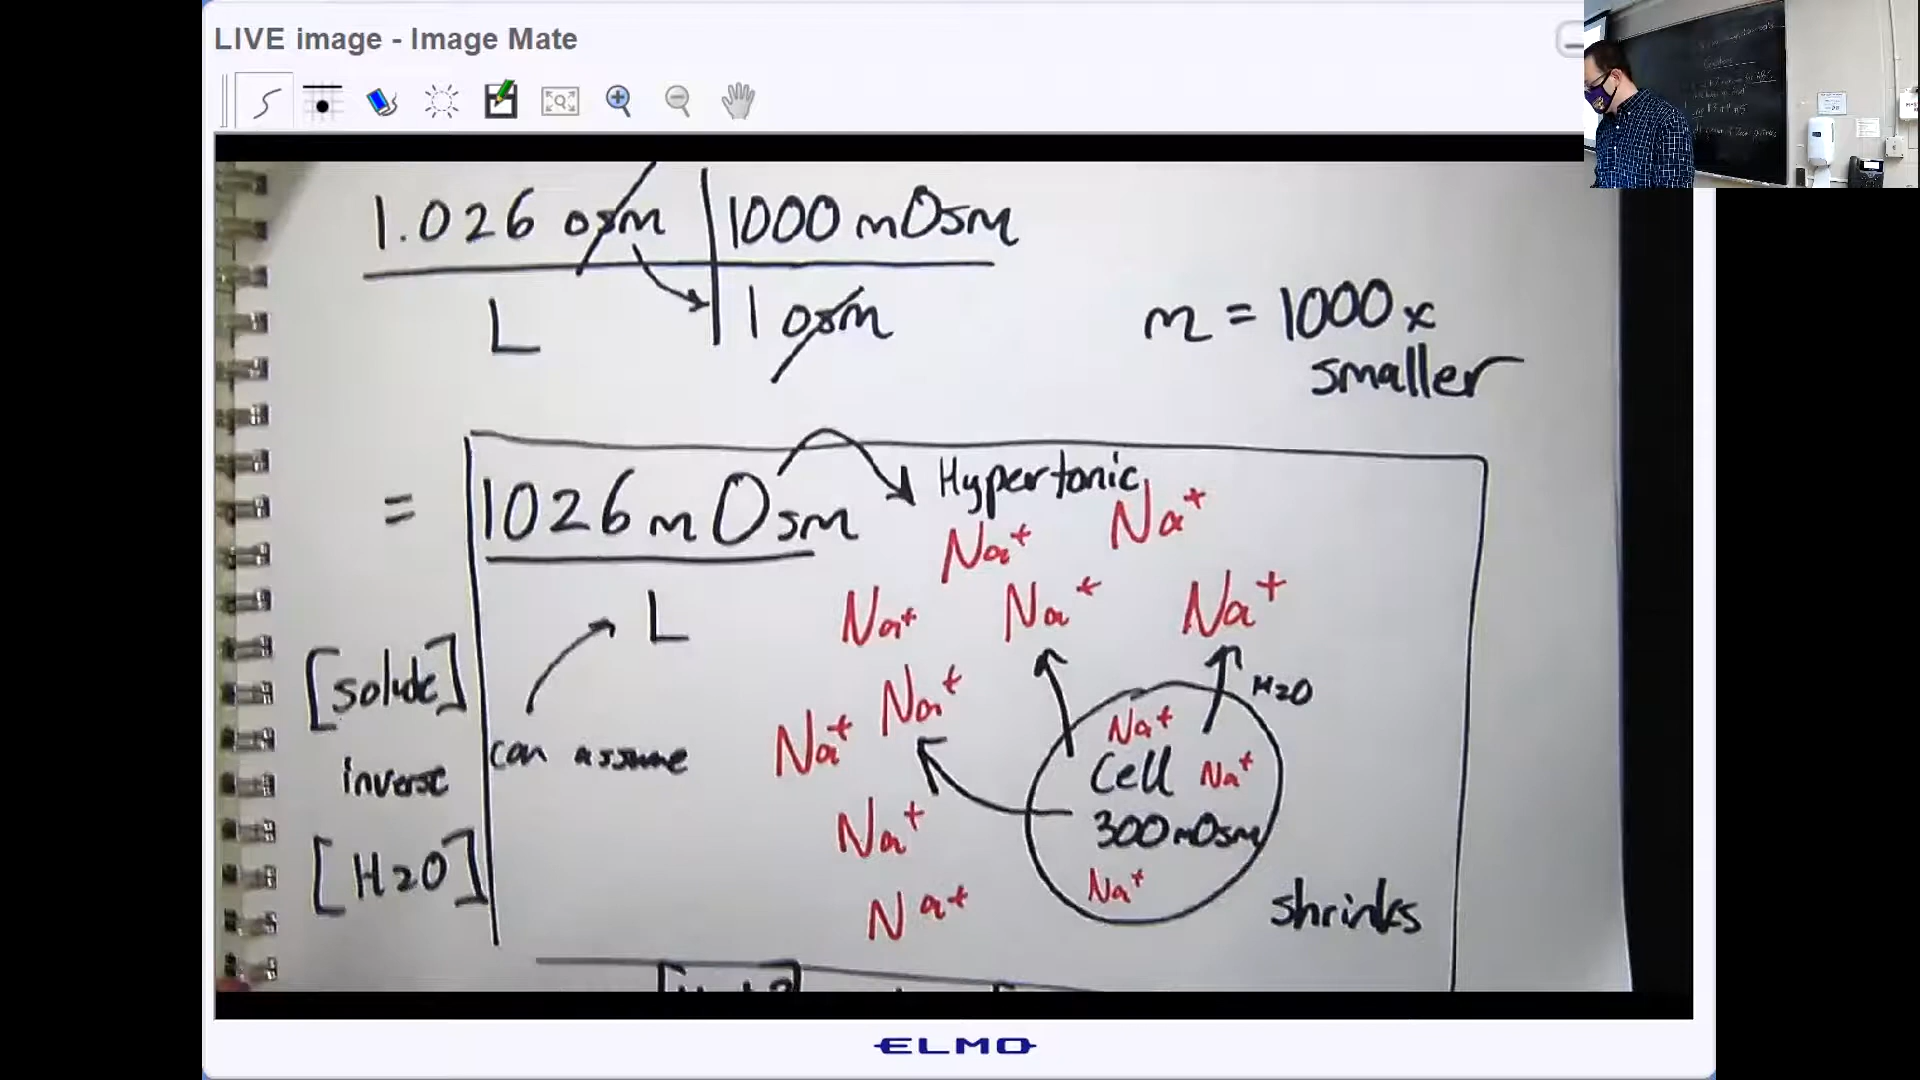 LIVE image - Image Mate
1.026 osm 1000 mOsm
L 1 osm
m = 1000x
smaller
= 1026 mOsm
L
Hypertonic
Na+ Na+
Na+ Na+ Na+
Na+
Na+
Na+
Na+
H2O
Na+
Cell Na+
300 mOsm
Na+
shrinks
[solute]
inverse
[H2O]
can assume
ELMO